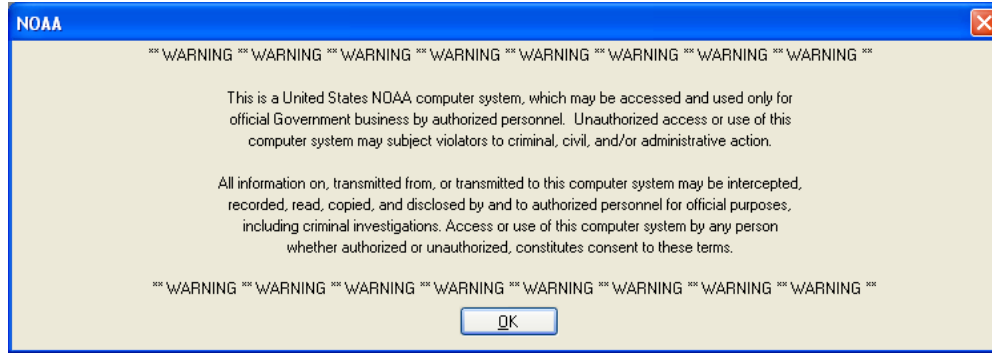 NOAA
** WARNING ** WARNING ** WARNING ** WARNING ** WARNING ** WARNING ** WARNING ** WARNING **
This is a United States NOAA computer system, which may be accessed and used only for
official Government business by authorized personnel.  Unauthorized access or use of this
computer system may subject violators to criminal, civil, and/or administrative action.
All information on, transmitted from, or transmitted to this computer system may be intercepted,
recorded, read, copied, and disclosed by and to authorized personnel for official purposes,
including criminal investigations. Access or use of this computer system by any person
whether authorized or unauthorized, constitutes consent to these terms.
** WARNING ** WARNING ** WARNING ** WARNING ** WARNING ** WARNING ** WARNING ** WARNING **
OK